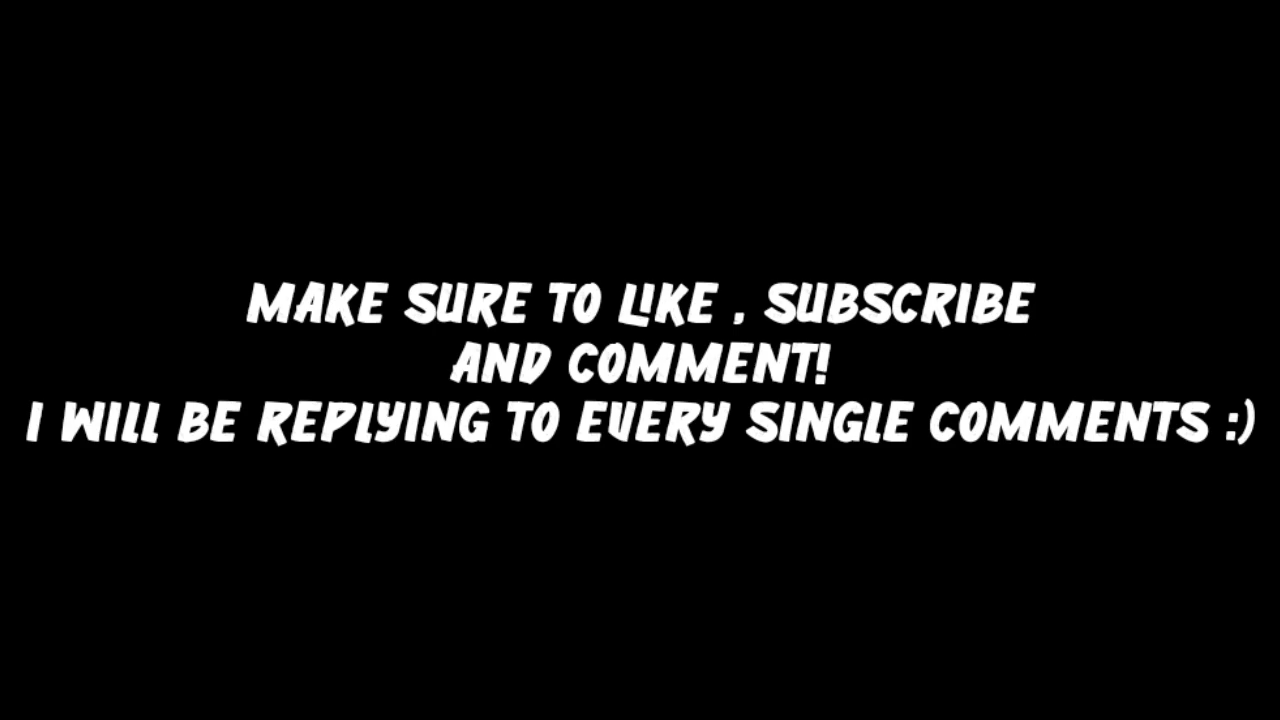 MAKE SURE TO LIKE , SUBSCRIBE
AND COMMENT!
I WILL BE REPLYING TO EVERY SINGLE COMMENTS :)